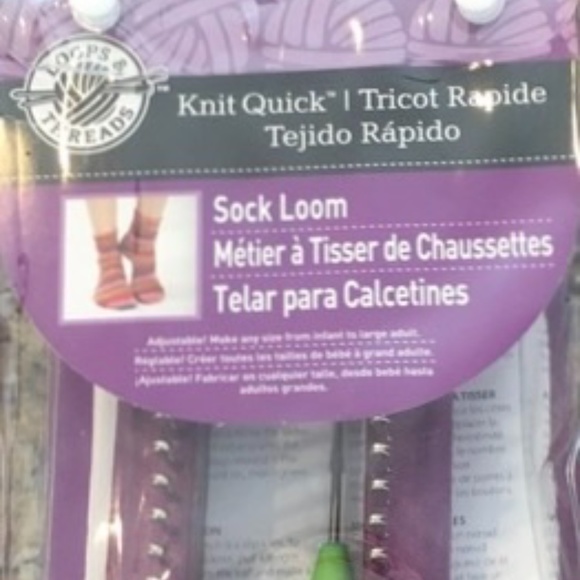 LOOPS &
THREADS™
Knit Quick™ | Tricot Rapide
Tejido Rápido
Sock Loom
Métier à Tisser de Chaussettes
Telar para Calcetines
Adjustable! Make any size from infant to large adult.
Réglable! Créer toutes les tailles de bébé à grand adulte.
¡Ajustable! Fabricar en cualquier talle, desde bebé hasta
adultos grandes.